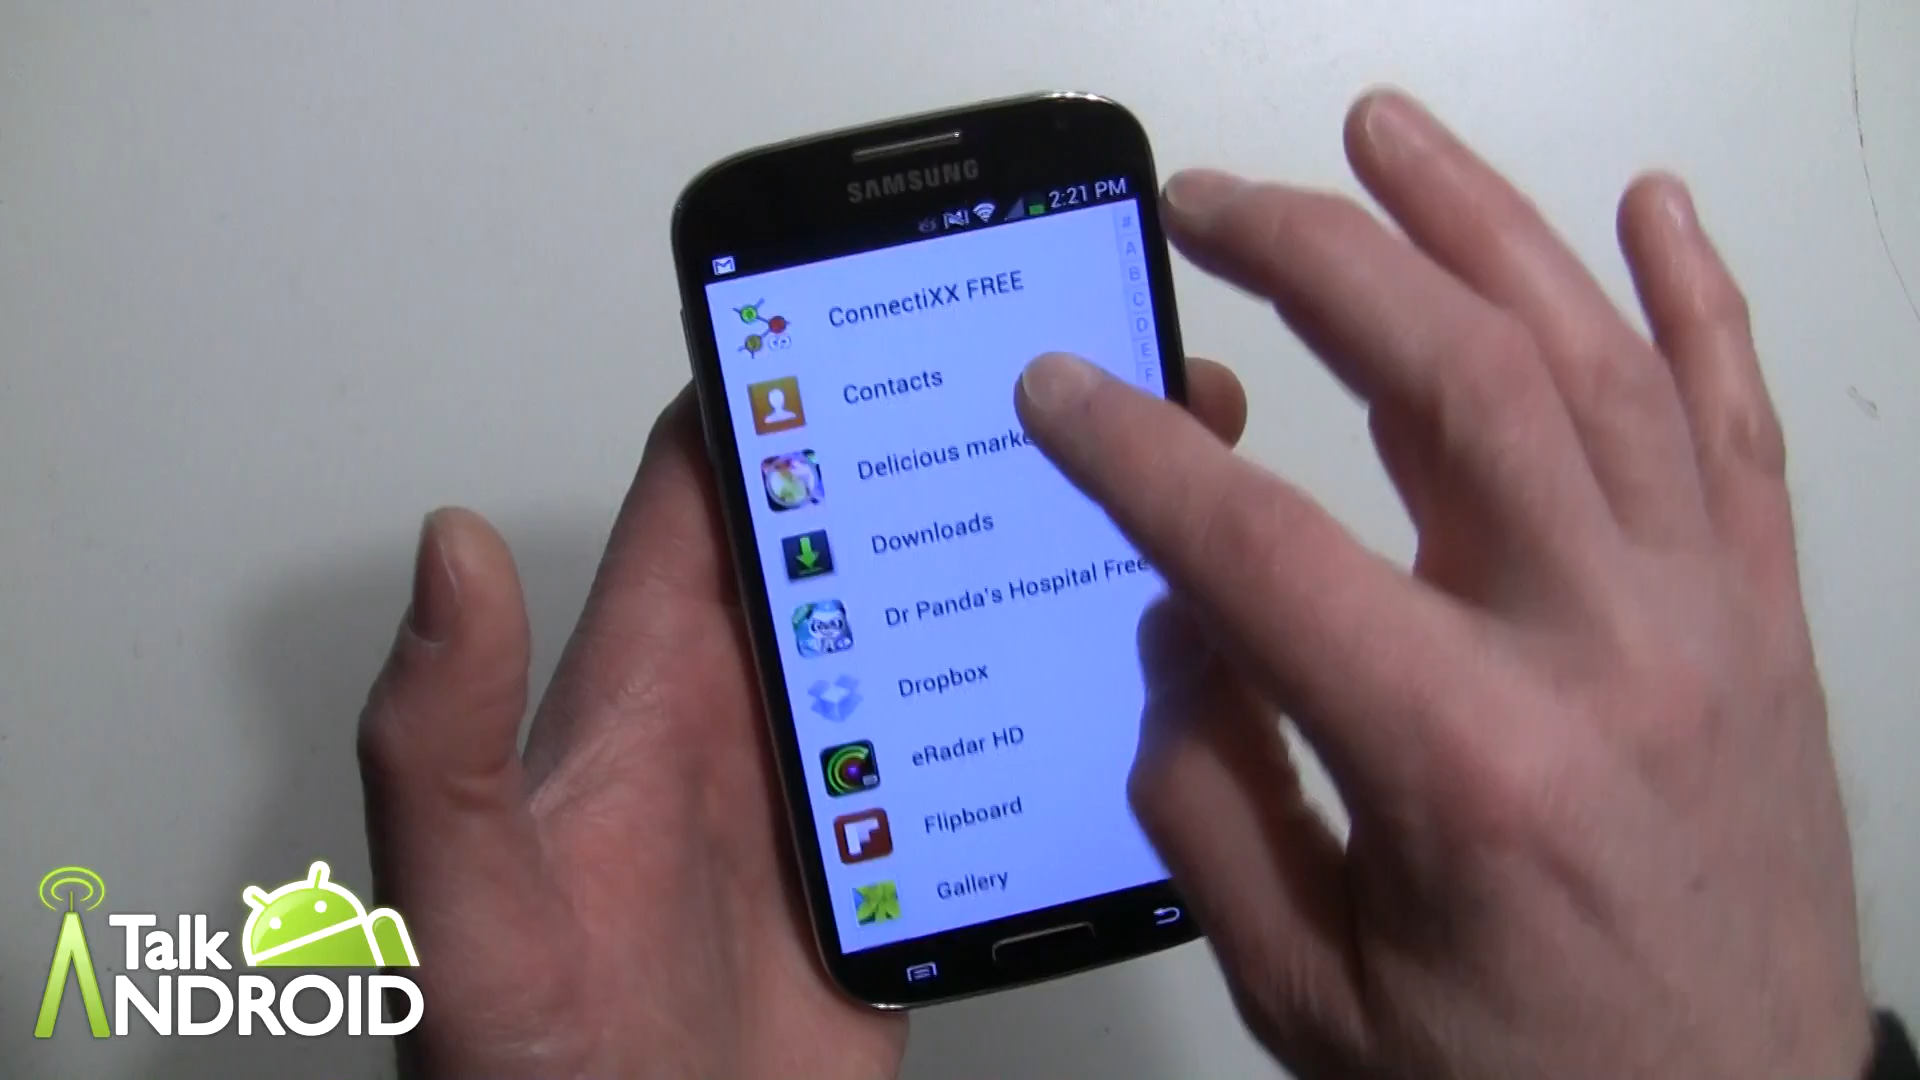 SAMSUNG
2:21 PM
#
A
B
C
D
E
F
ConnectiXX FREE
Contacts
Delicious marke
Downloads
Dr Panda's Hospital Free
Dropbox
eRadar HD
Flipboard
Gallery
Talk
ANDROID